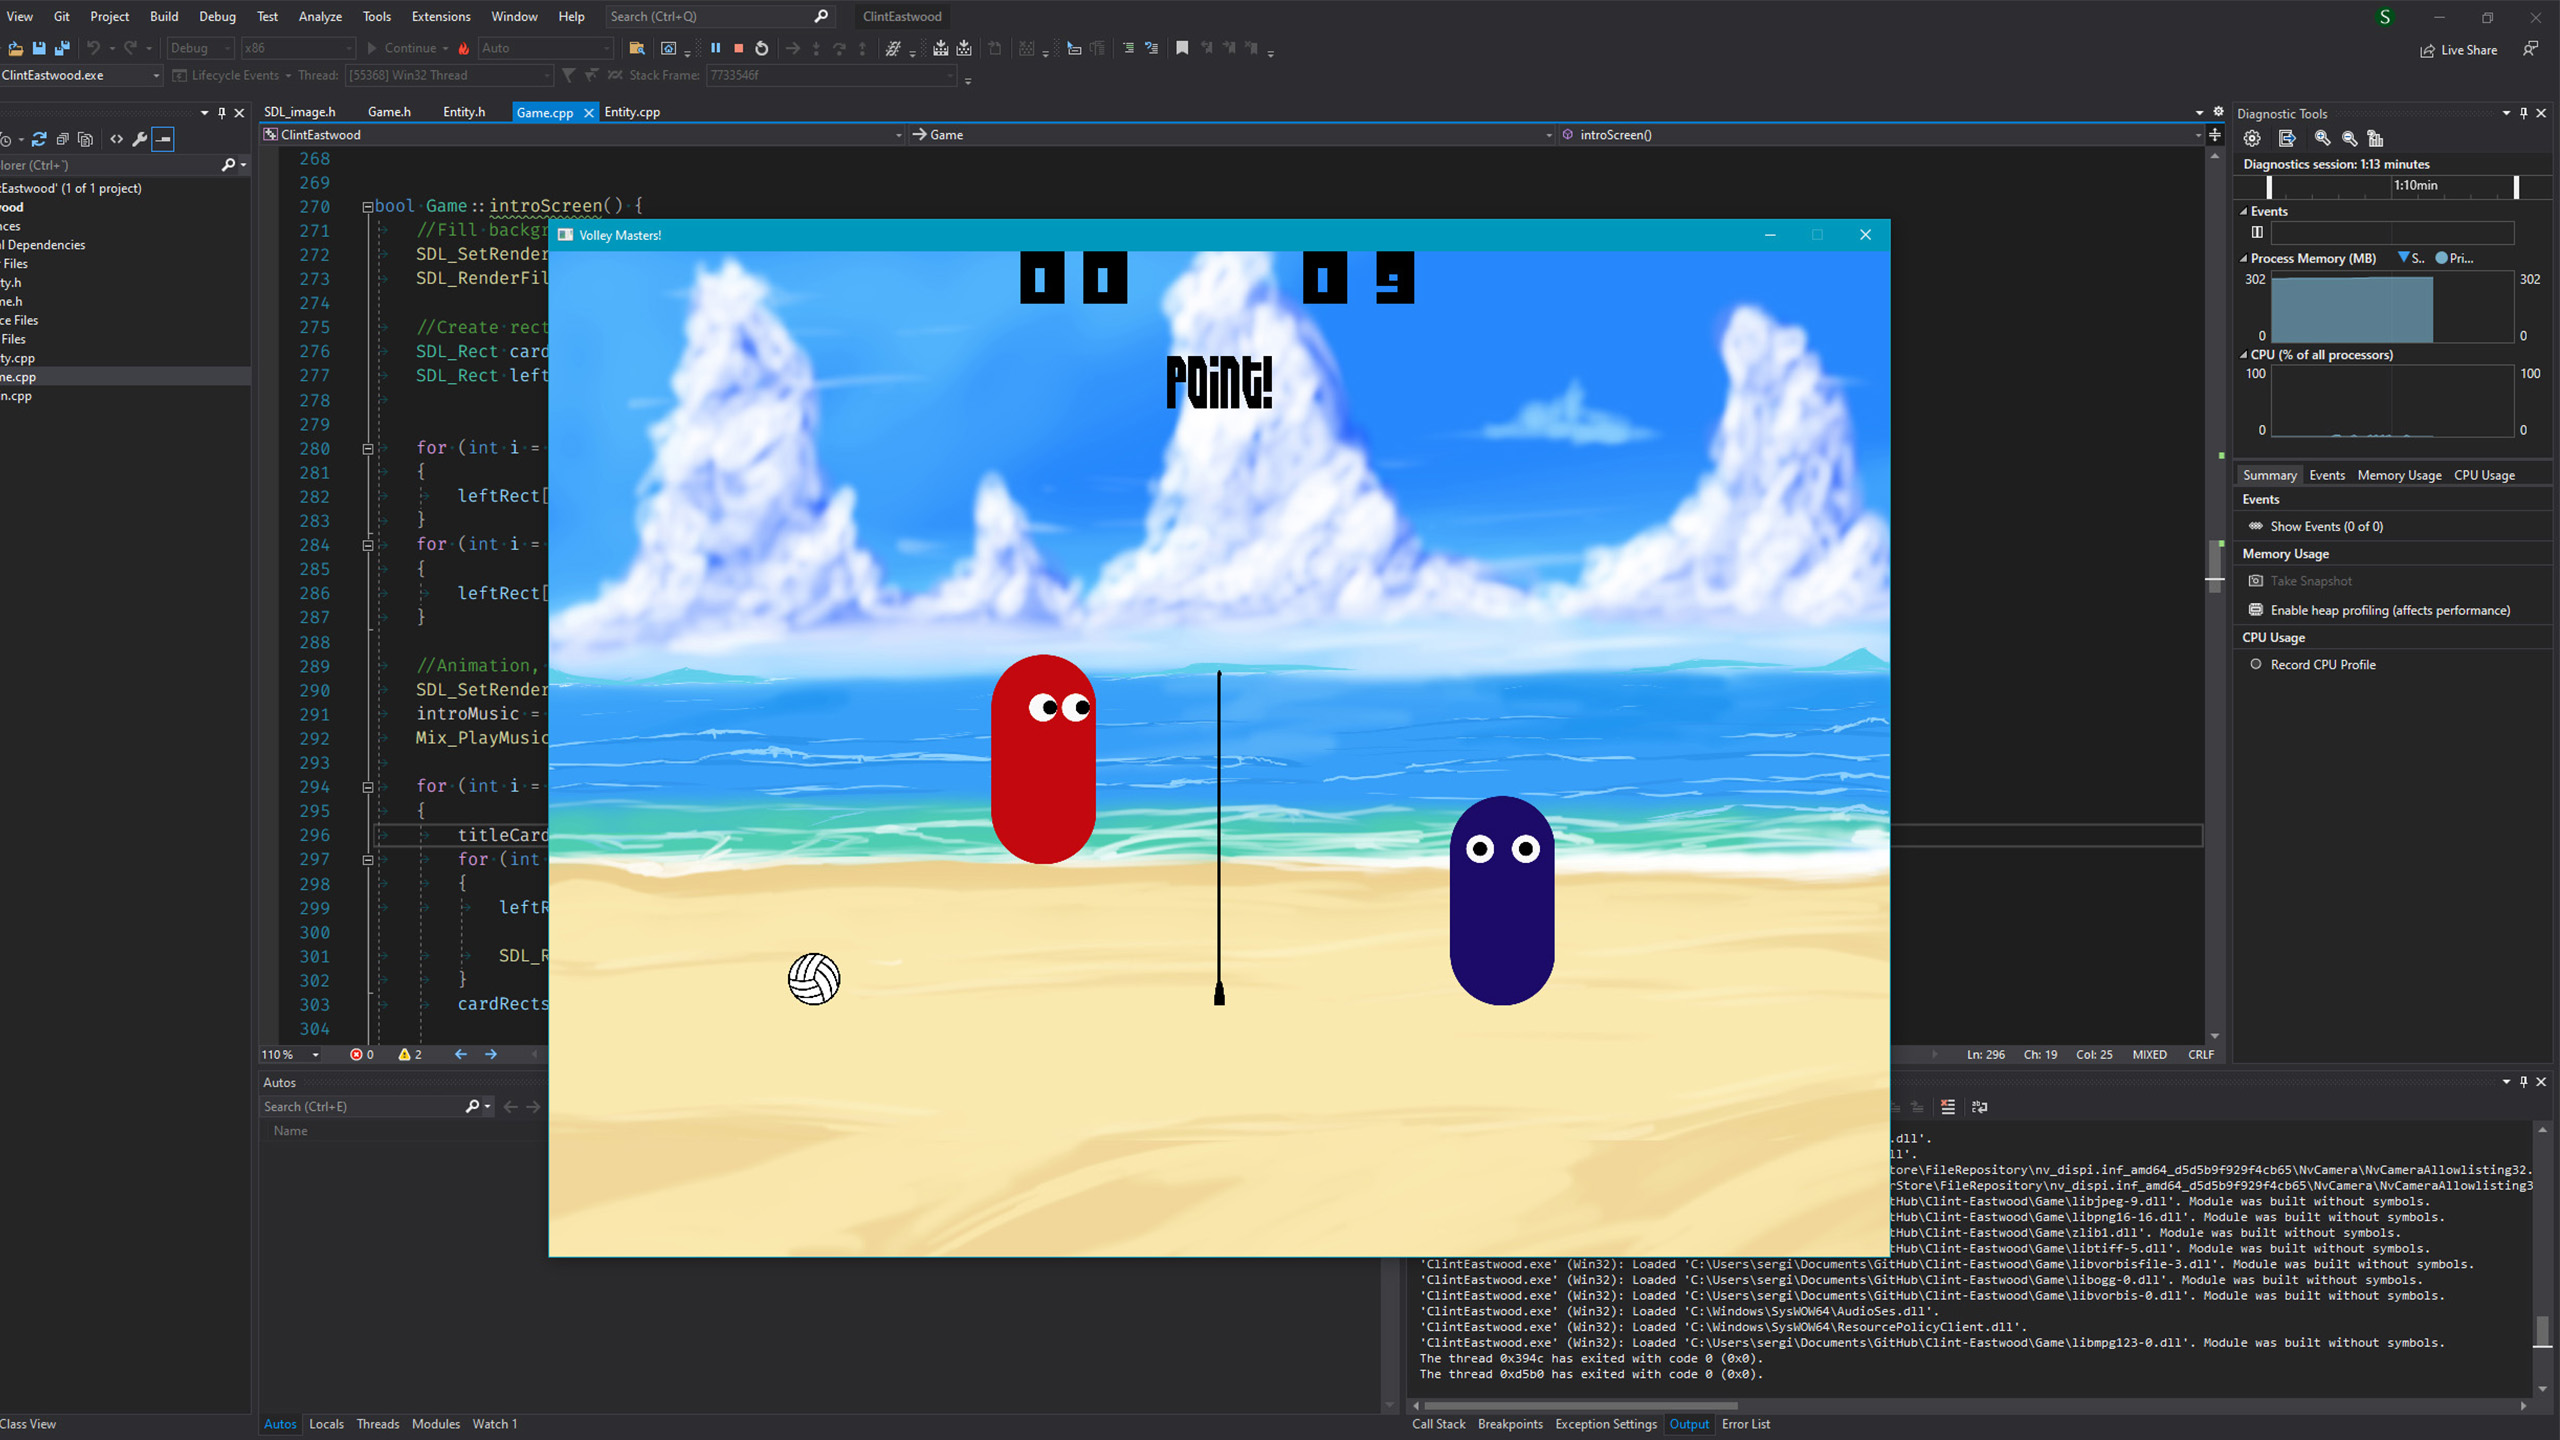 View Git Project Build Debug Test Analyze Tools Extensions Window Help Search (Ctrl+Q) ClintEastwood S
Debug x86 Continue Auto Live Share
ClintEastwood.exe Lifecycle Events Thread: [55368] Win32 Thread Stack Frame: 7733546f
SDL_image.h Game.h Entity.h Game.cpp Entity.cpp
ClintEastwood Game introScreen()
lorer (Ctrl+¨)
tEastwood' (1 of 1 project)
wood
nces
al Dependencies
r Files
ty.h
me.h
ce Files
Files
ty.cpp
me.cpp
n.cpp
Class View
268
269
270 bool Game::introScreen() {
271 //Fill backgr
272 SDL_SetRender
273 SDL_RenderFil
274
275 //Create rect
276 SDL_Rect card
277 SDL_Rect left
278
279
280 for (int i =
281 {
282 leftRect[
283 }
284 for (int i =
285 {
286 leftRect[
287 }
288
289 //Animation,
290 SDL_SetRender
291 introMusic =
292 Mix_PlayMusic
293
294 for (int i =
295 {
296 titleCard
297 for (int
298 {
299 leftR
300
301 SDL_R
302 }
303 cardRects
304
Volley Masters!
0 0 0 9
POINT!
110 % 0 2 Ln: 296 Ch: 19 Col: 25 MIXED CRLF
Autos
Search (Ctrl+E)
Name
Autos Locals Threads Modules Watch 1
Diagnostic Tools
Diagnostics session: 1:13 minutes
1:10min
Events
Process Memory (MB) S.. Pri...
302 302
0 0
CPU (% of all processors)
100 100
0 0
Summary Events Memory Usage CPU Usage
Events
Show Events (0 of 0)
Memory Usage
Take Snapshot
Enable heap profiling (affects performance)
CPU Usage
Record CPU Profile
.dll'.
ll'.
tore\FileRepository\nv_dispi.inf_amd64_d5d5b9f929f4cb65\NvCamera\NvCameraAllowlisting32.
rStore\FileRepository\nv_dispi.inf_amd64_d5d5b9f929f4cb65\NvCamera\NvCameraAllowlisting3
tHub\Clint-Eastwood\Game\libjpeg-9.dll'. Module was built without symbols.
tHub\Clint-Eastwood\Game\libpng16-16.dll'. Module was built without symbols.
tHub\Clint-Eastwood\Game\zlib1.dll'. Module was built without symbols.
tHub\Clint-Eastwood\Game\libtiff-5.dll'. Module was built without symbols.
'ClintEastwood.exe' (Win32): Loaded 'C:\Users\sergi\Documents\GitHub\Clint-Eastwood\Game\libvorbisfile-3.dll'. Module was built without symbols.
'ClintEastwood.exe' (Win32): Loaded 'C:\Users\sergi\Documents\GitHub\Clint-Eastwood\Game\libogg-0.dll'. Module was built without symbols.
'ClintEastwood.exe' (Win32): Loaded 'C:\Users\sergi\Documents\GitHub\Clint-Eastwood\Game\libvorbis-0.dll'. Module was built without symbols.
'ClintEastwood.exe' (Win32): Loaded 'C:\Windows\SysWOW64\AudioSes.dll'.
'ClintEastwood.exe' (Win32): Loaded 'C:\Windows\SysWOW64\ResourcePolicyClient.dll'.
'ClintEastwood.exe' (Win32): Loaded 'C:\Users\sergi\Documents\GitHub\Clint-Eastwood\Game\libmpg123-0.dll'. Module was built without symbols.
The thread 0x394c has exited with code 0 (0x0).
The thread 0xd5b0 has exited with code 0 (0x0).
Call Stack Breakpoints Exception Settings Output Error List